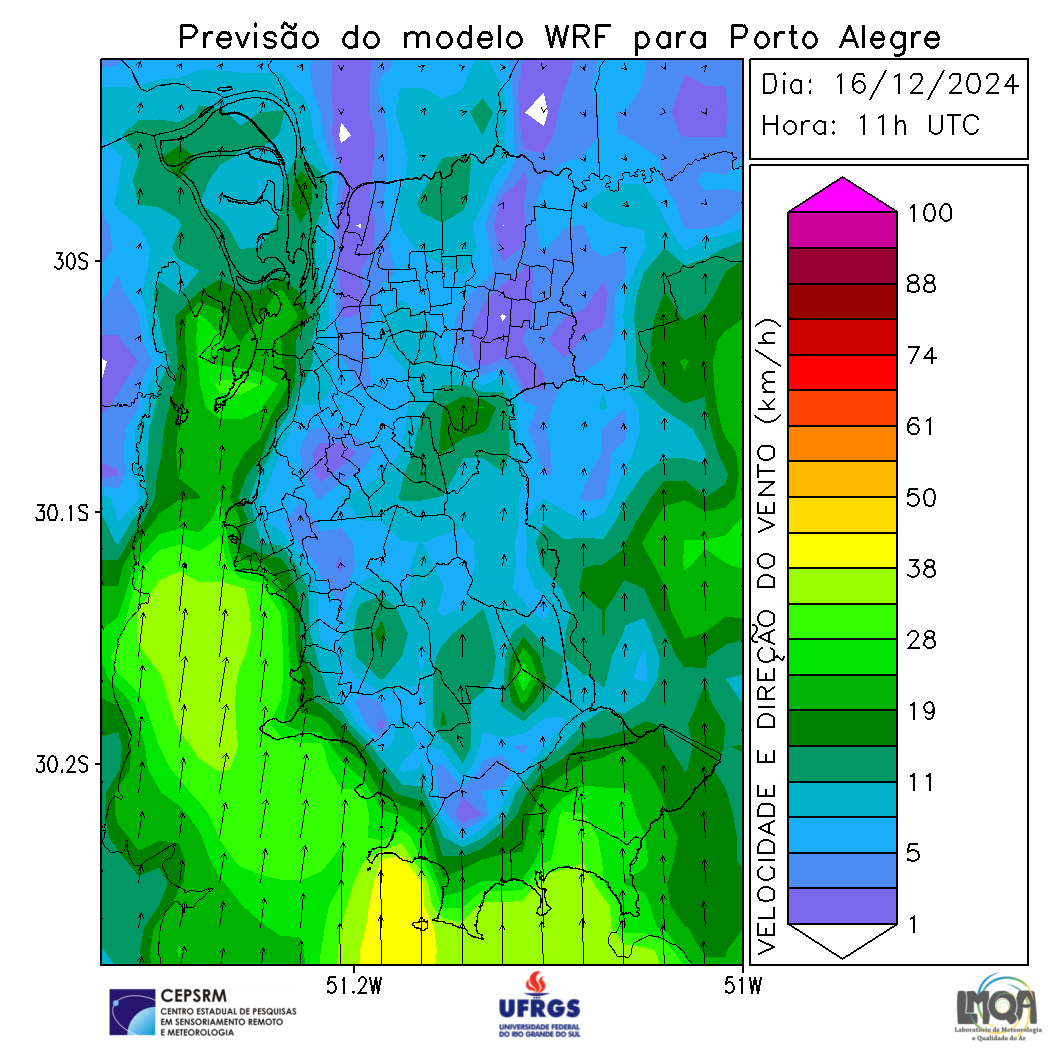 Previsão do modelo WRF para Porto Alegre
Dia: 16/12/2024
Hora: 11h UTC
30S
30.1S
30.2S
51.2W
51W
VELOCIDADE E DIREÇÃO DO VENTO (km/h)
100
88
74
61
50
38
28
19
11
5
1
CEPSRM
CENTRO ESTADUAL DE PESQUISAS
EM SENSORIAMENTO REMOTO
E METEOROLOGIA
UFRGS
UNIVERSIDADE FEDERAL
DO RIO GRANDE DO SUL
LMQA
Laboratório de Meteorologia
e Qualidade do Ar